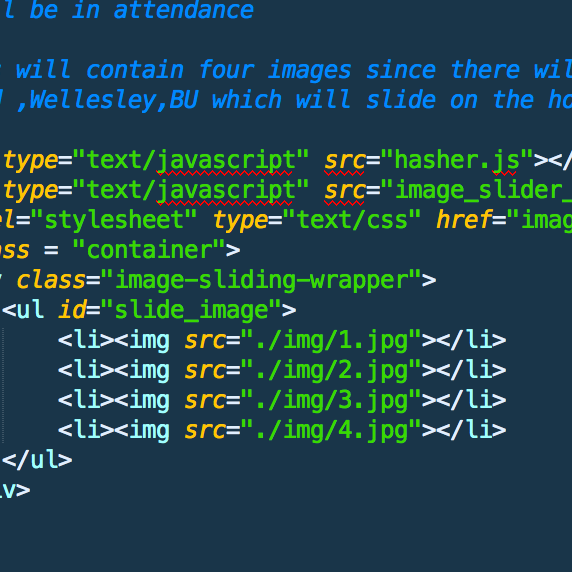 ll be in attendance
will contain four images since there wil
,Wellesley,BU which will slide on the ho
type="text/javascript" src="hasher.js"></
type="text/javascript" src="image_slider_
el="stylesheet" type="text/css" href="imag
ass = "container">
class="image-sliding-wrapper">
<ul id="slide_image">
<li><img src="./img/1.jpg"></li>
<li><img src="./img/2.jpg"></li>
<li><img src="./img/3.jpg"></li>
<li><img src="./img/4.jpg"></li>
</ul>
iv>